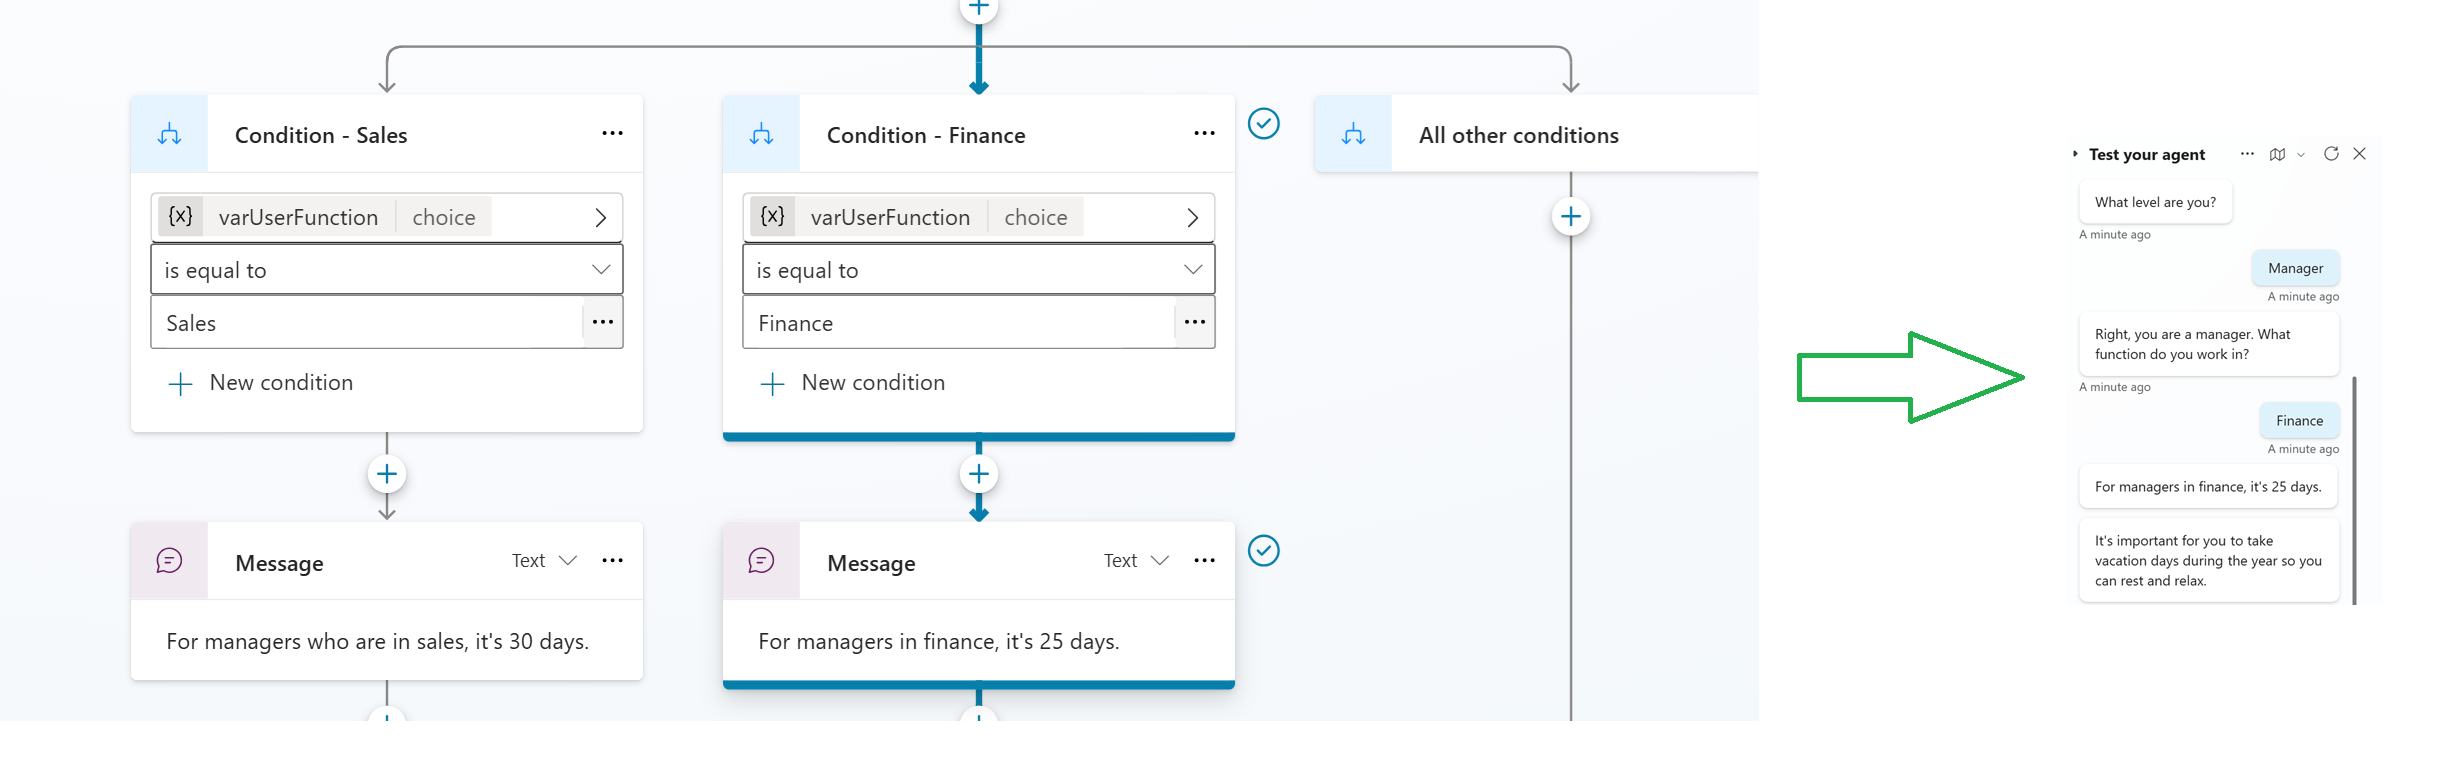 Condition - Sales
...
{x} varUserFunction choice
is equal to
Sales
...
New condition
Message Text ...
For managers who are in sales, it's 30 days.
Condition - Finance
...
{x} varUserFunction choice
is equal to
Finance
...
New condition
Message Text ...
For managers in finance, it's 25 days.
All other conditions
Test your agent
...
What level are you?
A minute ago
Manager
A minute ago
Right, you are a manager. What
function do you work in?
A minute ago
Finance
A minute ago
For managers in finance, it's 25 days.
It's important for you to take
vacation days during the year so you
can rest and relax.